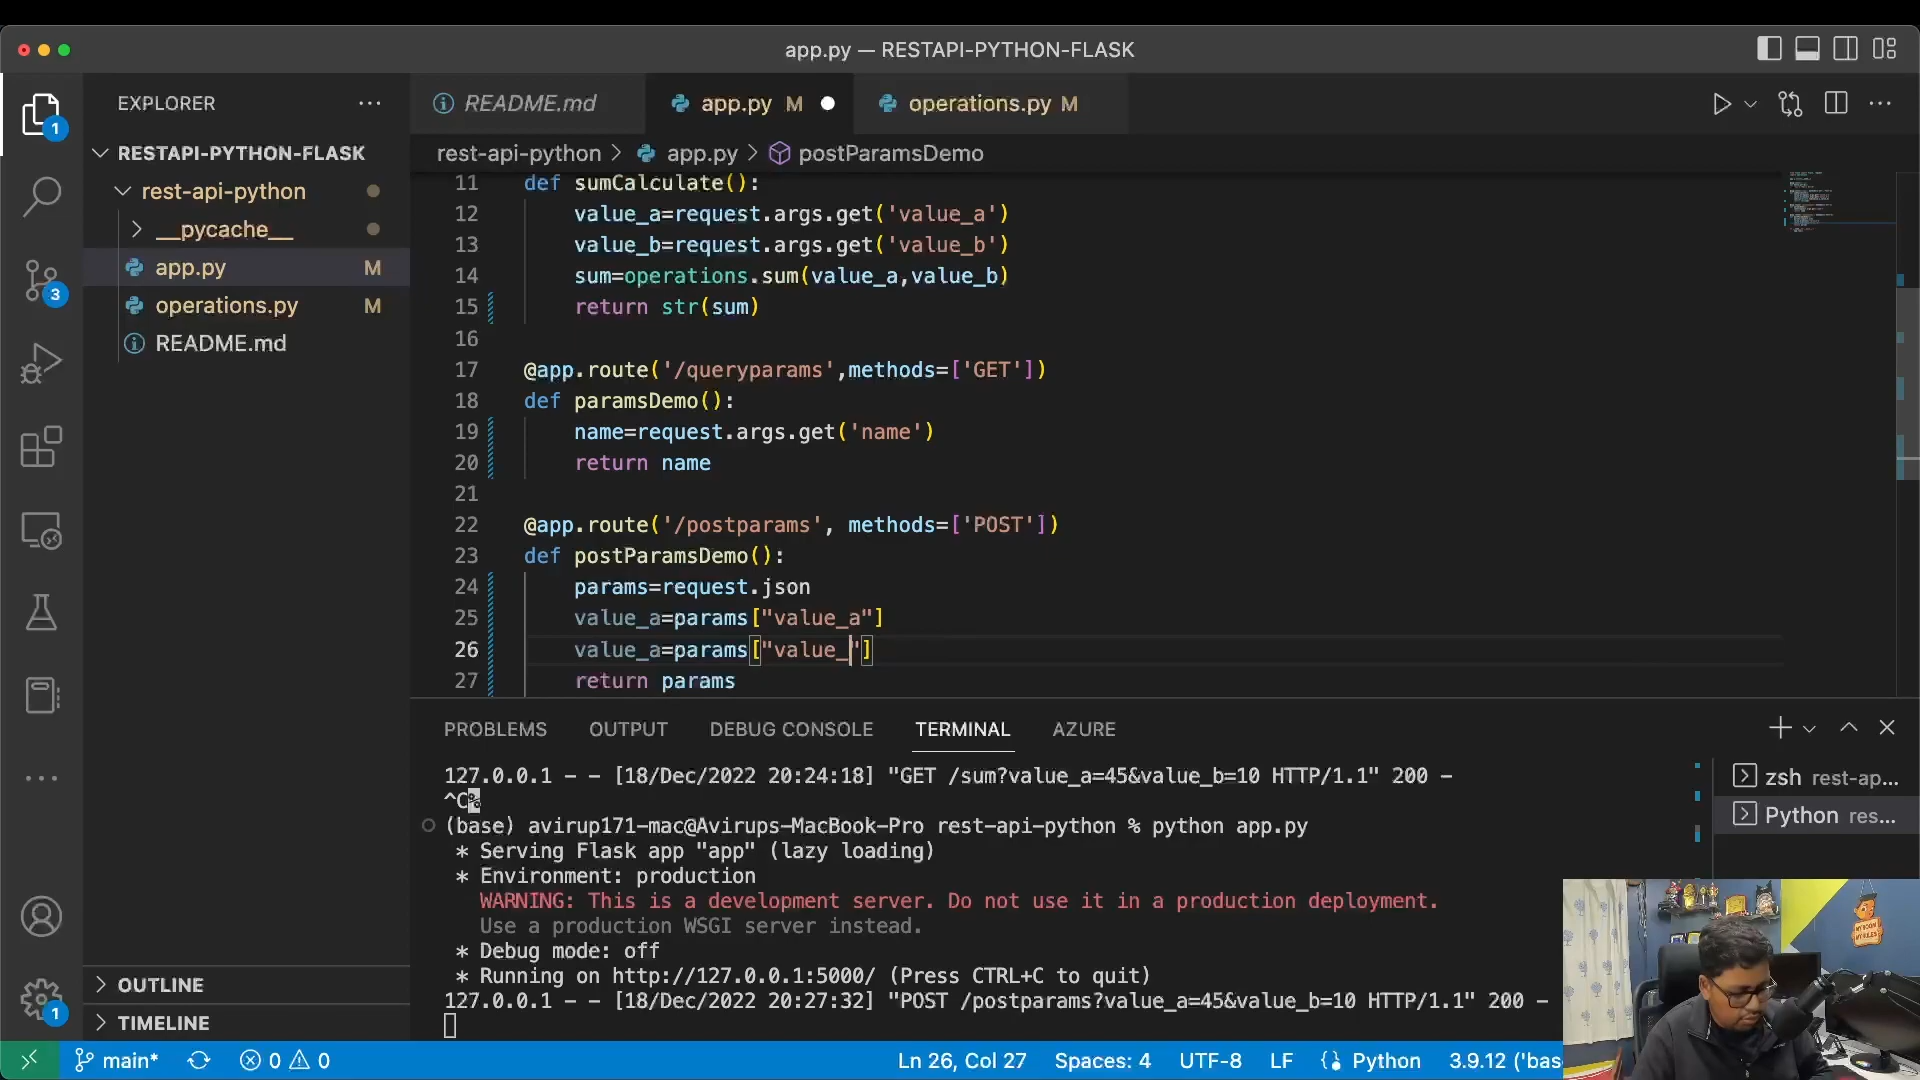 app.py — RESTAPI-PYTHON-FLASK
EXPLORER
README.md
app.py M
operations.py M
1
RESTAPI-PYTHON-FLASK
rest-api-python > app.py > postParamsDemo
rest-api-python
__pycache__
app.py M
operations.py M
README.md
3
11 def sumCalculate():
12 value_a=request.args.get('value_a')
13 value_b=request.args.get('value_b')
14 sum=operations.sum(value_a,value_b)
15 return str(sum)
16
17 @app.route('/queryparams',methods=['GET'])
18 def paramsDemo():
19 name=request.args.get('name')
20 return name
21
22 @app.route('/postparams', methods=['POST'])
23 def postParamsDemo():
24 params=request.json
25 value_a=params["value_a"]
26 value_a=params["value_"]
27 return params
PROBLEMS OUTPUT DEBUG CONSOLE TERMINAL AZURE
127.0.0.1 - - [18/Dec/2022 20:24:18] "GET /sum?value_a=45&value_b=10 HTTP/1.1" 200 -
^C%
(base) avirup171-mac@Avirups-MacBook-Pro rest-api-python % python app.py
* Serving Flask app "app" (lazy loading)
* Environment: production
WARNING: This is a development server. Do not use it in a production deployment.
Use a production WSGI server instead.
* Debug mode: off
* Running on http://127.0.0.1:5000/ (Press CTRL+C to quit)
127.0.0.1 - - [18/Dec/2022 20:27:32] "POST /postparams?value_a=45&value_b=10 HTTP/1.1" 200 -
zsh rest-ap...
Python res...
OUTLINE
TIMELINE
1
main* 0 0
Ln 26, Col 27 Spaces: 4 UTF-8 LF Python 3.9.12 ('bas
MY ROOM
MY RULES